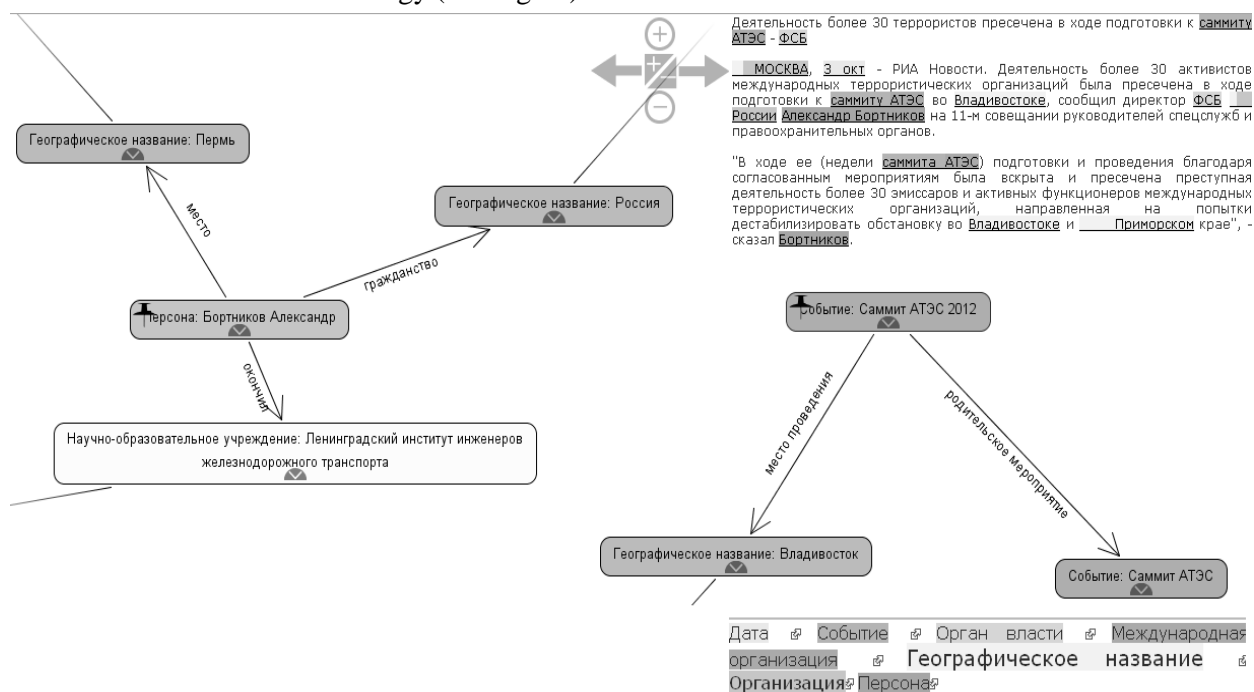 Деятельность более 30 террористов пресечена в ходе подготовки к саммиту
АТЭС - ФСБ
МОСКВА, 3 окт - РИА Новости. Деятельность более 30 активистов
международных террористических организаций была пресечена в ходе
подготовки к саммиту АТЭС во Владивостоке, сообщил директор ФСБ
России Александр Бортников на 11-м совещании руководителей спецслужб и
правоохранительных органов.
"В ходе ее (недели саммита АТЭС) подготовки и проведения благодаря
согласованным мероприятиям была вскрыта и пресечена преступная
деятельность более 30 эмиссаров и активных функционеров международных
террористических организаций, направленная на попытки
дестабилизировать обстановку во Владивостоке и Приморском крае", -
сказал Бортников.
Географическое название: Пермь
место
Географическое название: Россия
гражданство
Персона: Бортников Александр
окончил
Научно-образовательное учреждение: Ленинградский институт инженеров
железнодорожного транспорта
Событие: Саммит АТЭС 2012
место проведения
родительское мероприятие
Географическое название: Владивосток
Событие: Саммит АТЭС
Дата Событие Орган власти Международная
организация Географическое название
Организация Персона